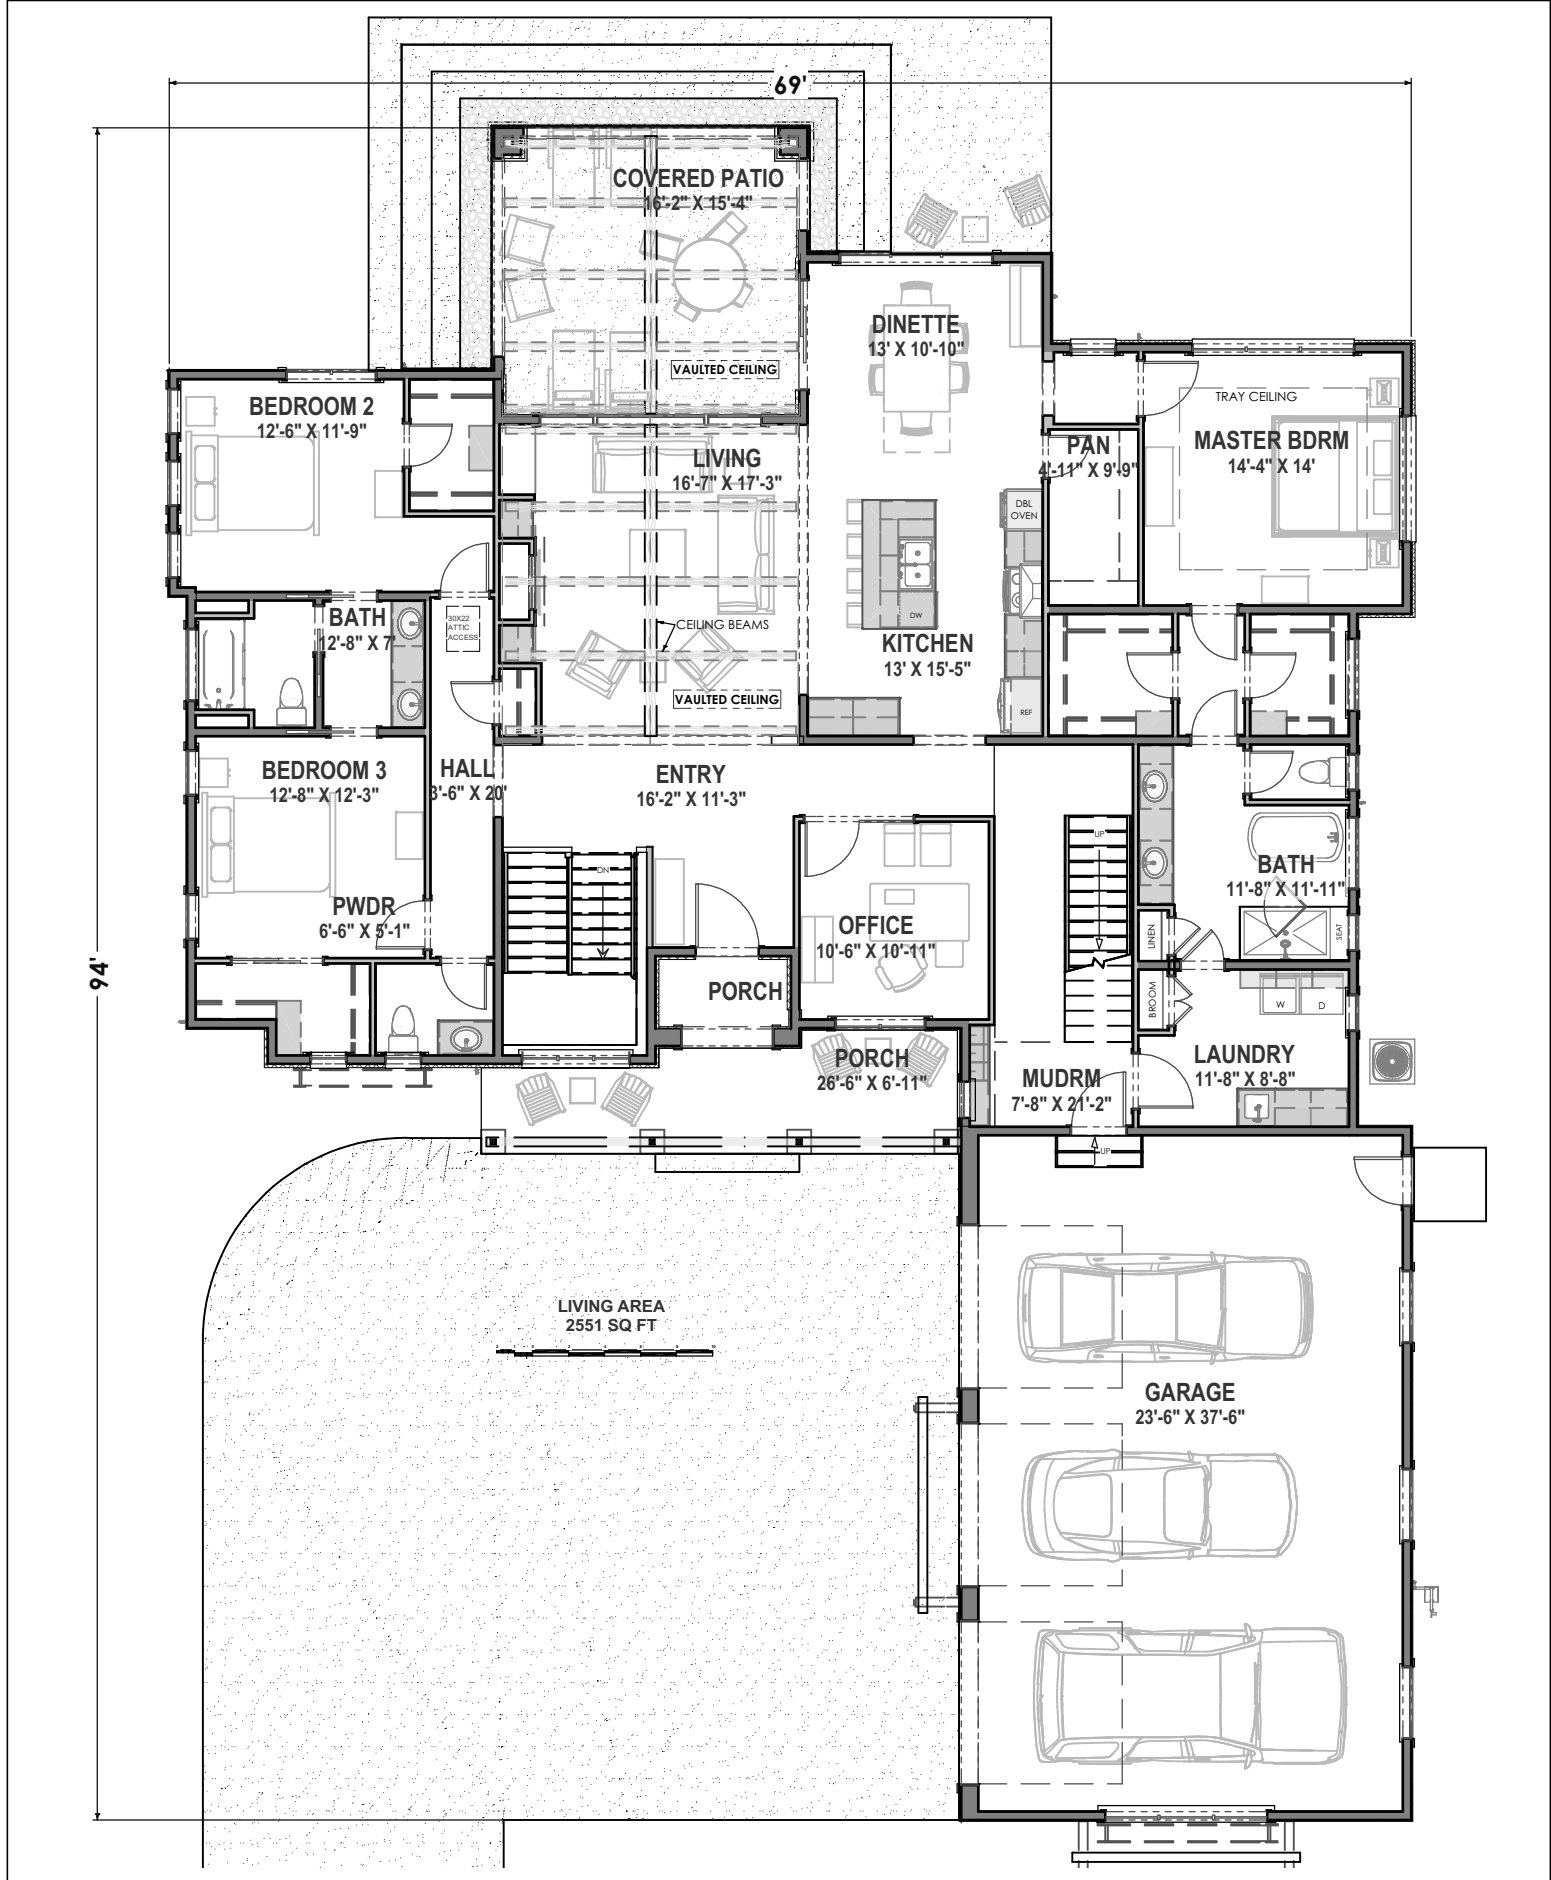 69'
COVERED PATIO
16'-2" X 15'-4"
VAULTED CEILING
DINETTE
13' X 10'-10"
TRAY CEILING
BEDROOM 2
12'-6" X 11'-9"
LIVING
16'-7" X 17'-3"
PAN
4'-11" X 9'-9"
MASTER BDRM
14'-4" X 14'
DBL
OVEN
DW
BATH
12'-8" X 7'
30X22
ATTIC
ACCESS
CEILING BEAMS
KITCHEN
13' X 15'-5"
VAULTED CEILING
REF
BEDROOM 3
12'-8" X 12'-3"
HALL
3'-6" X 20'
ENTRY
16'-2" X 11'-3"
UP
DN
BATH
11'-8" X 11'-11"
PWDR
6'-6" X 5'-1"
OFFICE
10'-6" X 10'-11"
LINEN
SEAT
94'
PORCH
BROOM
W
D
PORCH
26'-6" X 6'-11"
MUDRM
7'-8" X 21'-2"
LAUNDRY
11'-8" X 8'-8"
UP
LIVING AREA
2551 SQ FT
GARAGE
23'-6" X 37'-6"